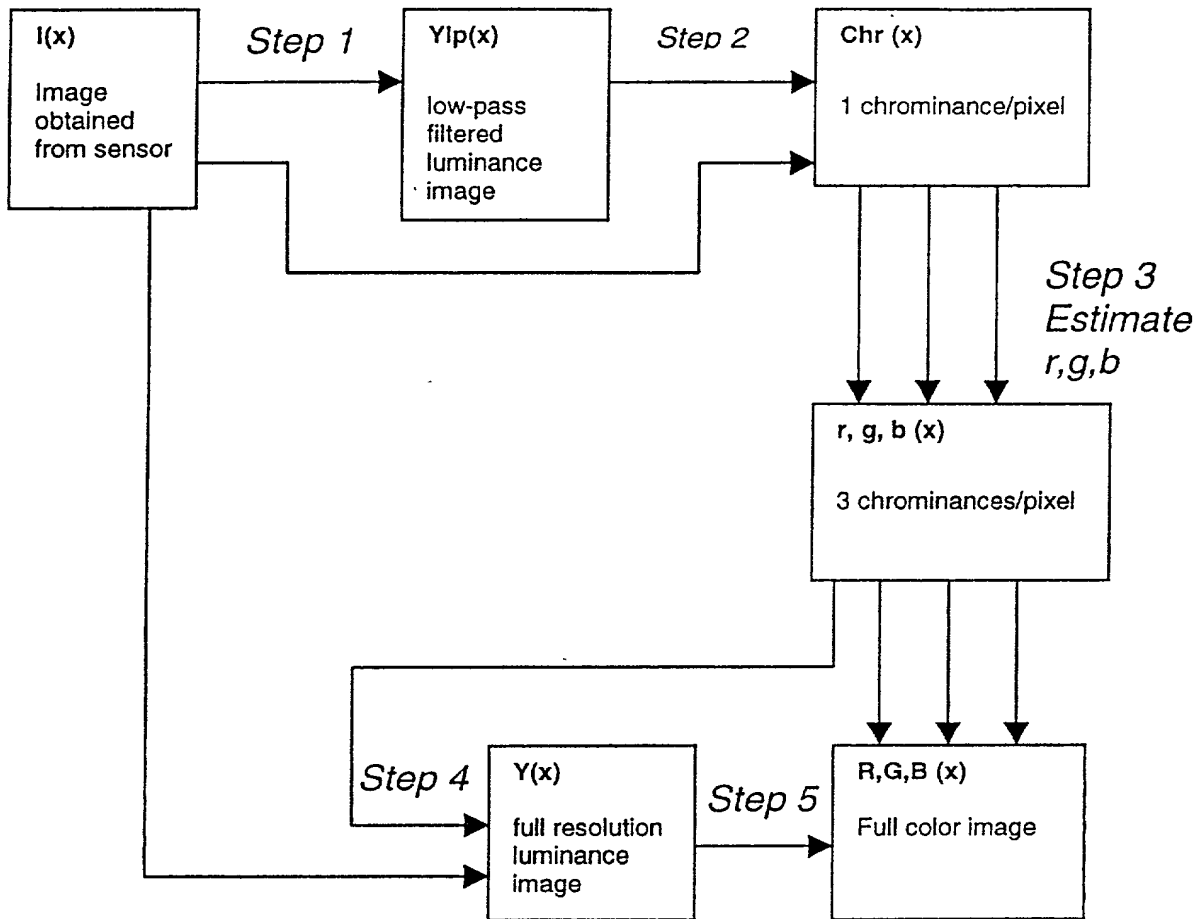 I(x)
Image
obtained
from sensor
Step 1
Ylp(x)
low-pass
filtered
luminance
image
Step 2
Chr (x)
1 chrominance/pixel
Step 3
Estimate
r,g,b
r, g, b (x)
3 chrominances/pixel
Step 4
Y(x)
full resolution
luminance
image
Step 5
R,G,B (x)
Full color image